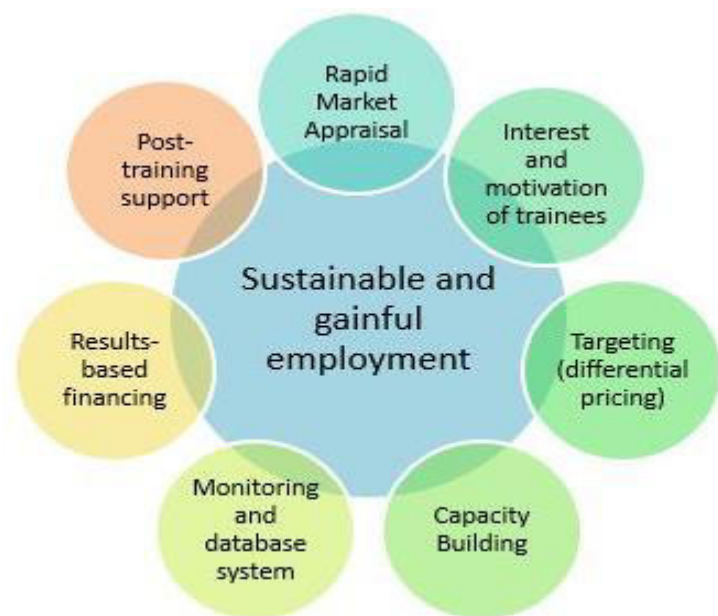 Rapid
Market
Appraisal
Interest
and
motivation
of trainees
Targeting
(differential
pricing)
Capacity
Building
Monitoring
and
database
system
Results-
based
financing
Post-
training
support
Sustainable and
gainful
employment